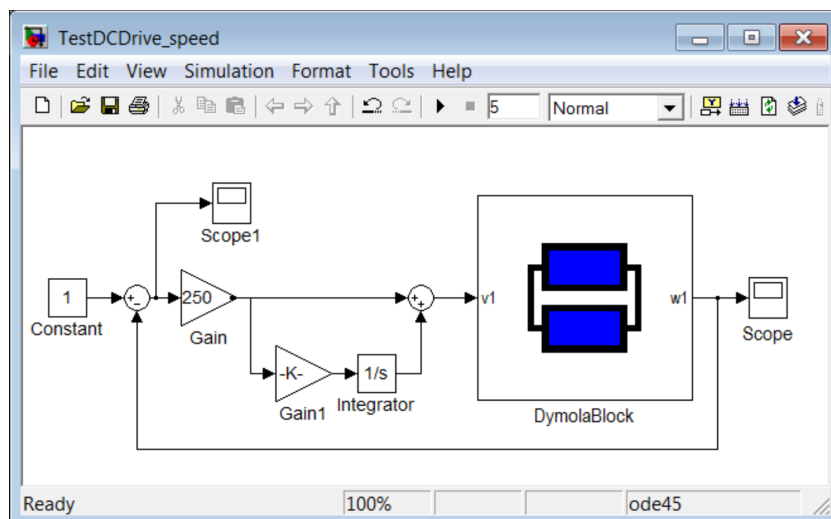 TestDCDrive_speed
File Edit View Simulation Format Tools Help
5 Normal
Scope1
1
Constant
+
−
250
Gain
-K-
Gain1
1/s
Integrator
+
+
v1
w1
DymolaBlock
Scope
Ready 100% ode45